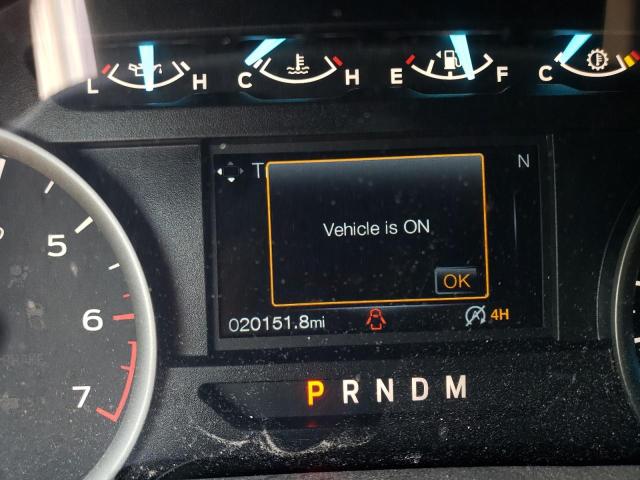 L H C H E F C
T N
Vehicle is ON
OK
020151.8mi 4H
5
6
7
P R N D M